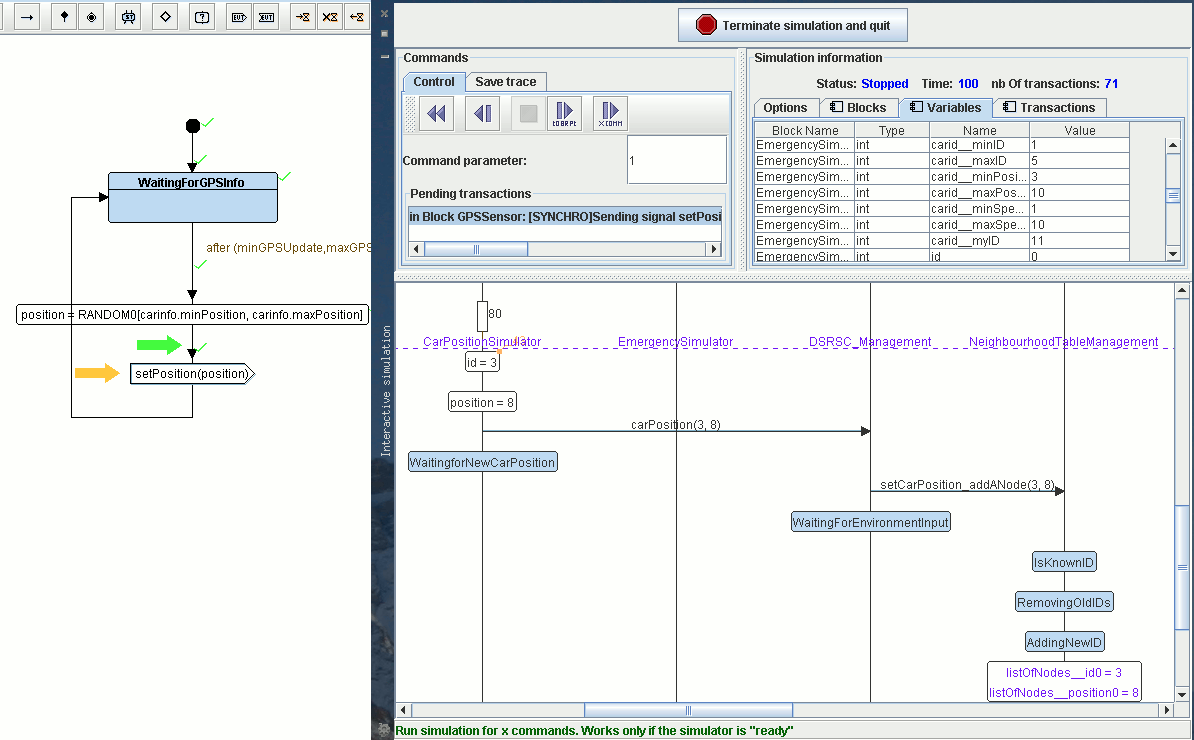 EVT
EVT
?
X
X
WaitingForGPSInfo
after (minGPSUpdate,maxGPS
position = RANDOM0[carinfo.minPosition, carinfo.maxPosition]
setPosition(position)
Interactive simulation
Terminate simulation and quit
Commands
Control
Save trace
toBRPt
xCOMM
Command parameter:
1
Pending transactions
in Block GPSSensor: [SYNCHRO]Sending signal setPosi
Simulation information
Status: Stopped Time: 100 nb Of transactions: 71
Options Blocks Variables Transactions
Block Name Type Name Value
EmergencySim... int carid__minID 1
EmergencySim... int carid__maxID 5
EmergencySim... int carid__minPosi... 3
EmergencySim... int carid__maxPos... 10
EmergencySim... int carid__minSpe... 1
EmergencySim... int carid__maxSpe... 10
EmergencySim... int carid__myID 11
EmergencySim... int id 0
80
CarPositionSimulator EmergencySimulator DSRSC_Management NeighbourhoodTableManagement
id = 3
position = 8
carPosition(3, 8)
WaitingforNewCarPosition
setCarPosition_addANode(3, 8)
WaitingForEnvironmentInput
IsKnownID
RemovingOldIDs
AddingNewID
listOfNodes__id0 = 3
listOfNodes__position0 = 8
Run simulation for x commands. Works only if the simulator is "ready"